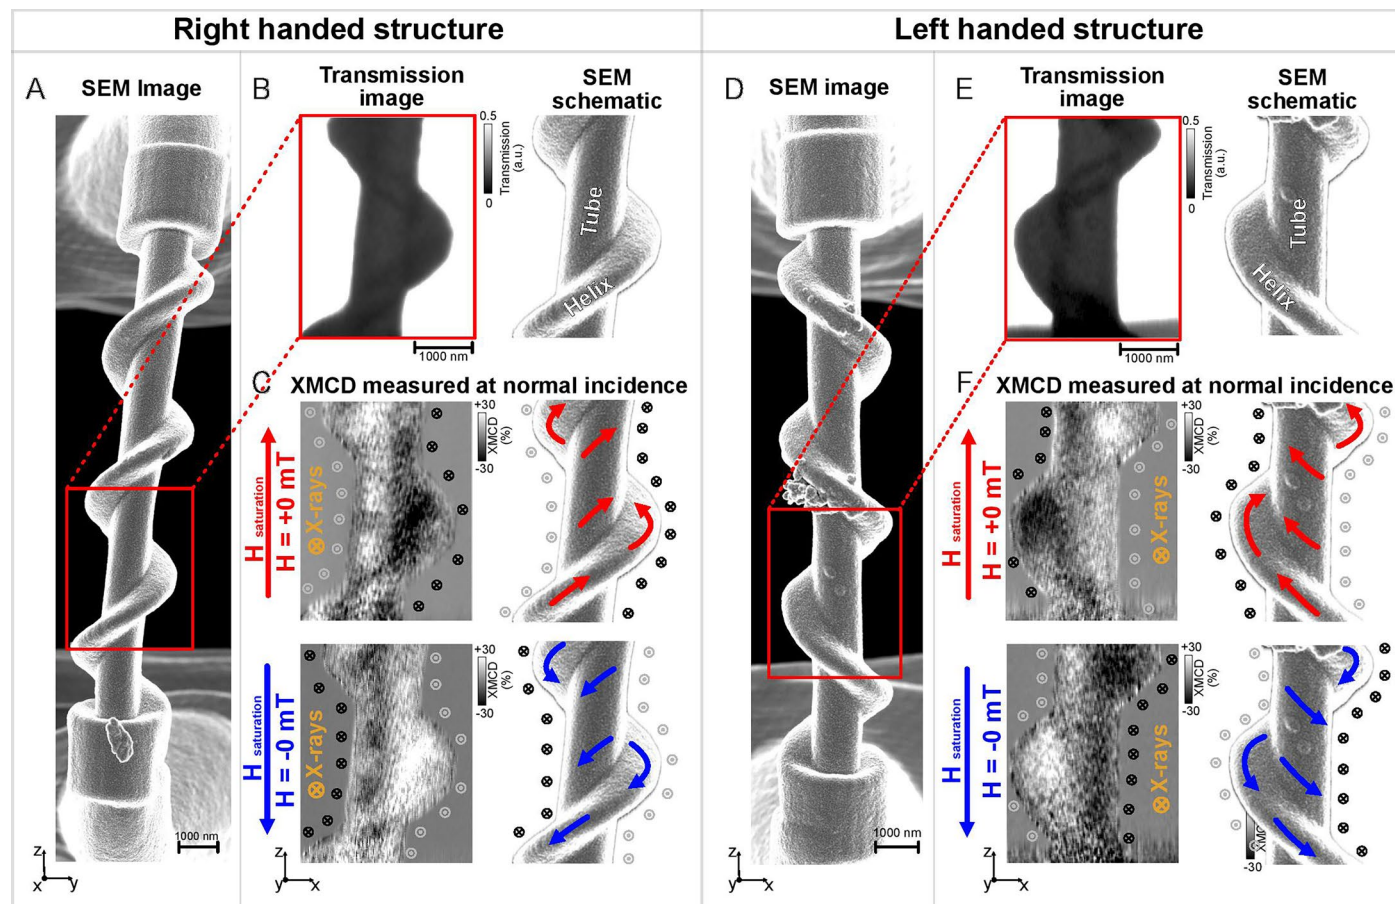 Right handed structure
Left handed structure
A
SEM Image
B
Transmission
image
SEM
schematic
0.5
Transmission
(a.u.)
0
Tube
Helix
1000 nm
C
XMCD measured at normal incidence
H saturation
H = +0 mT
X-rays
+30
XMCD
(%)
-30
H saturation
H = -0 mT
X-rays
+30
XMCD
(%)
-30
1000 nm
z
x
y
z
y
x
D
SEM image
E
Transmission
image
SEM
schematic
0.5
Transmission
(a.u.)
0
Tube
Helix
1000 nm
F
XMCD measured at normal incidence
H saturation
H = +0 mT
X-rays
+30
XMCD
(%)
-30
H saturation
H = -0 mT
X-rays
+30
XMCD
(%)
-30
-30
1000 nm
z
y
x
z
y
x